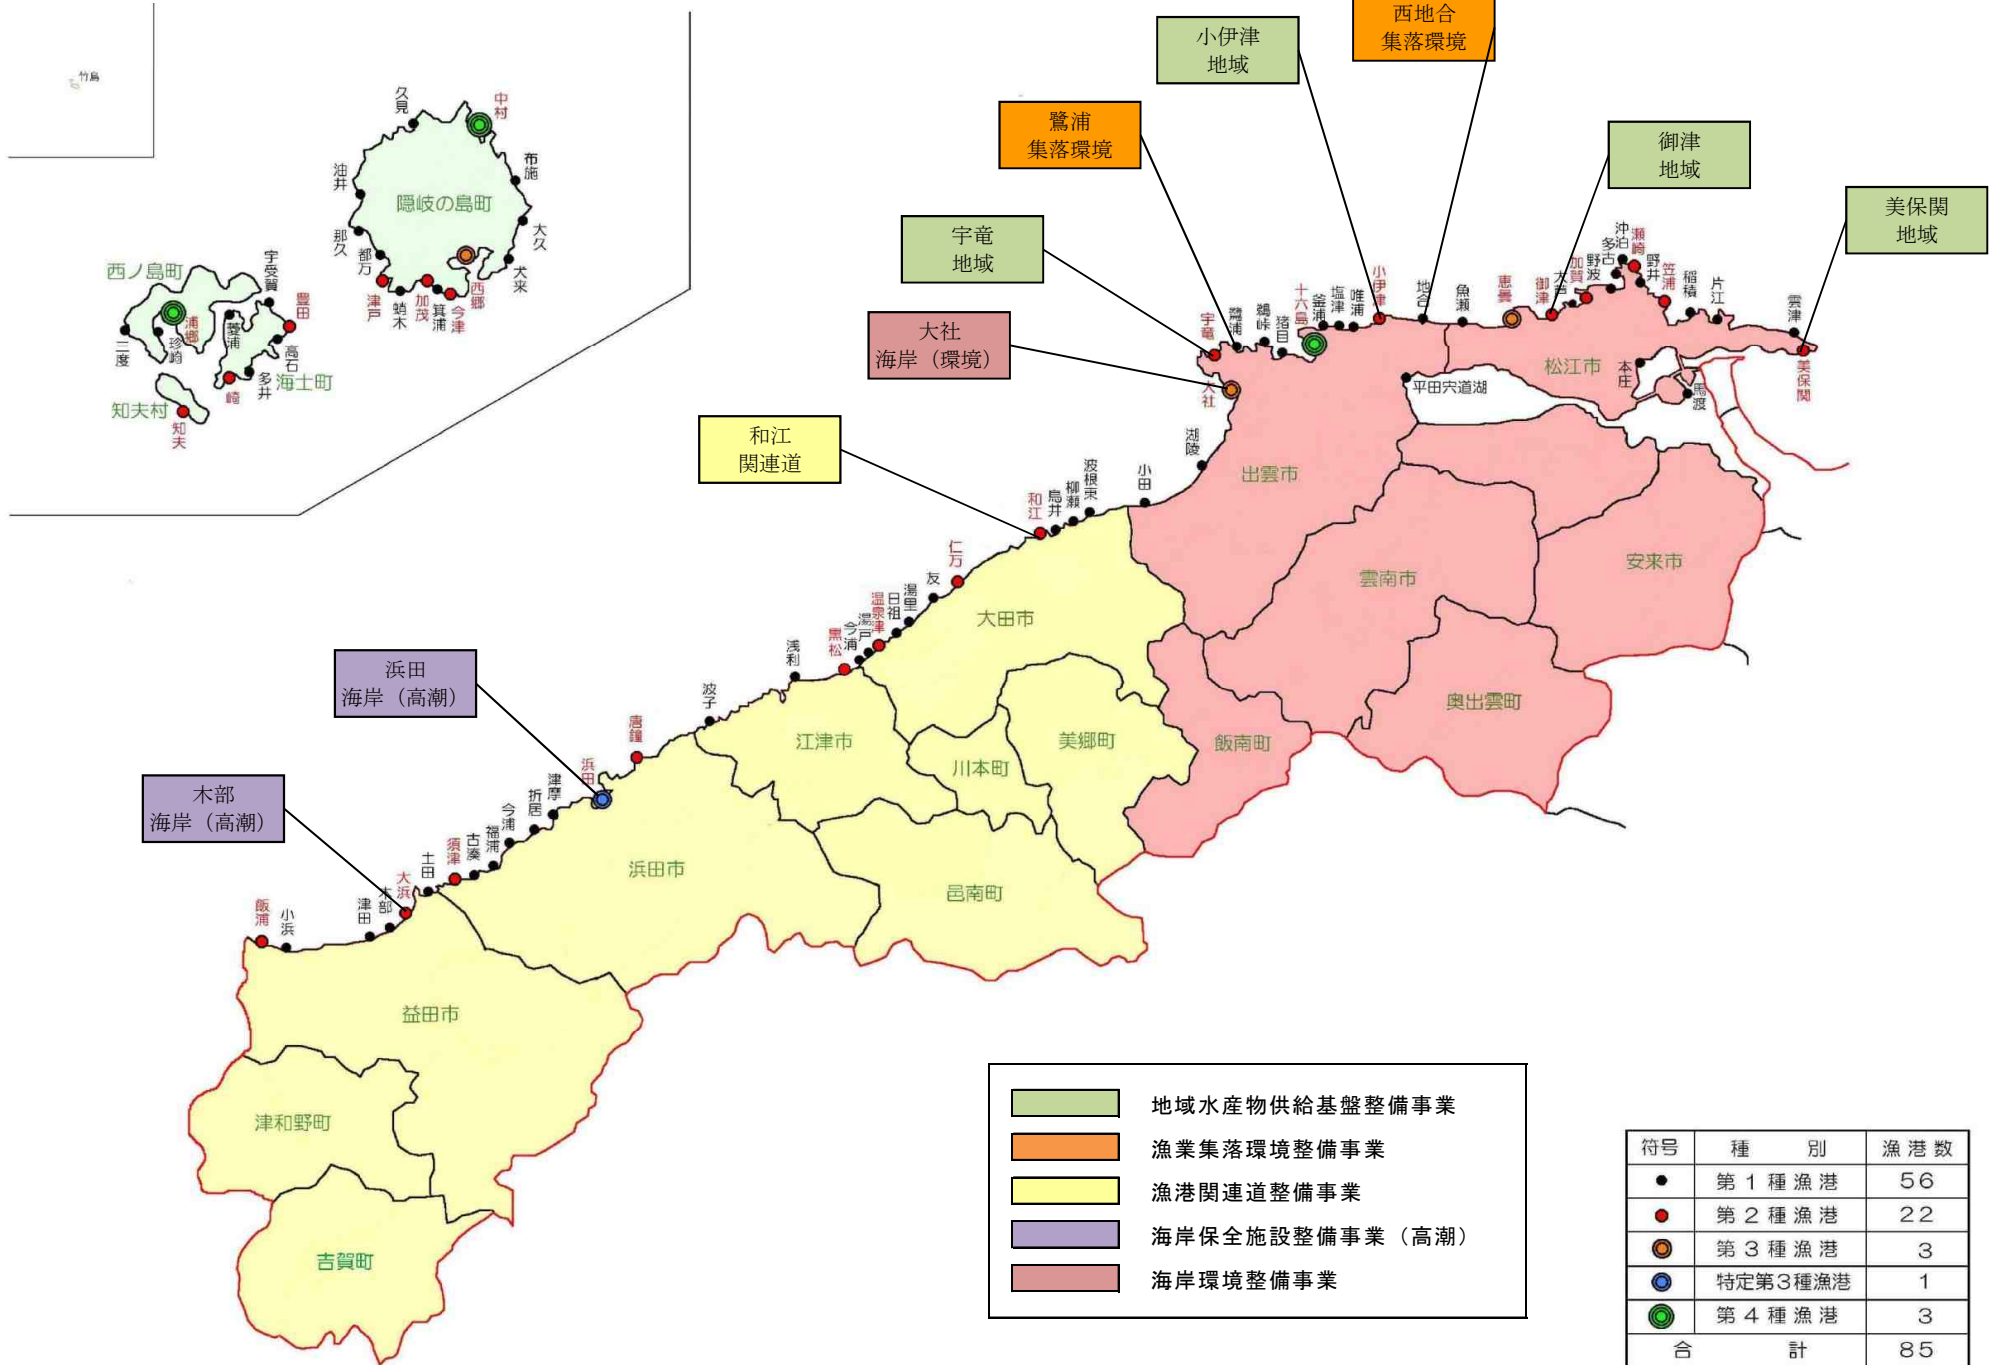 竹島
久見
中村
油井
布施
隠岐の島町
那久
都万
大久
犬来
津戸
蛸木
加茂
箕浦
今津
西郷
西ノ島町
宇受賀
豊田
浦郷
三度
珍崎
菱浦
高石
崎
多井
海士町
知夫村
知夫
西地合
集落環境
小伊津
地域
鷺浦
集落環境
御津
地域
美保関
地域
宇竜
地域
大社
海岸（環境）
和江
関連道
浜田
海岸（高潮）
木部
海岸（高潮）
宇竜
鷺浦
鵜峠
猪目
十六島
釜浦
塩津
唯浦
小伊津
地合
魚瀬
恵曇
御津
大芦
加賀
野波
多古
沖泊
瀬崎
野井
笠浦
稲積
片江
雲津
美保関
大社
平田宍道湖
松江市
本庄
馬渡
湖陵
小田
波根東
柳瀬
鳥井
和江
仁万
友
湯里
日祖
温泉津
湯戸
今浦
黒松
浅利
波子
唐鐘
浜田
津摩
折居
今浦
福浦
古湊
須津
土田
大浜
木部
津田
小浜
飯浦
出雲市
雲南市
安来市
奥出雲町
飯南町
大田市
美郷町
川本町
江津市
邑南町
浜田市
益田市
津和野町
吉賀町
地域水産物供給基盤整備事業
漁業集落環境整備事業
漁港関連道整備事業
海岸保全施設整備事業（高潮）
海岸環境整備事業
符号 種 別 漁港数
第1種漁港 56
第2種漁港 22
第3種漁港 3
特定第3種漁港 1
第4種漁港 3
合 計 85